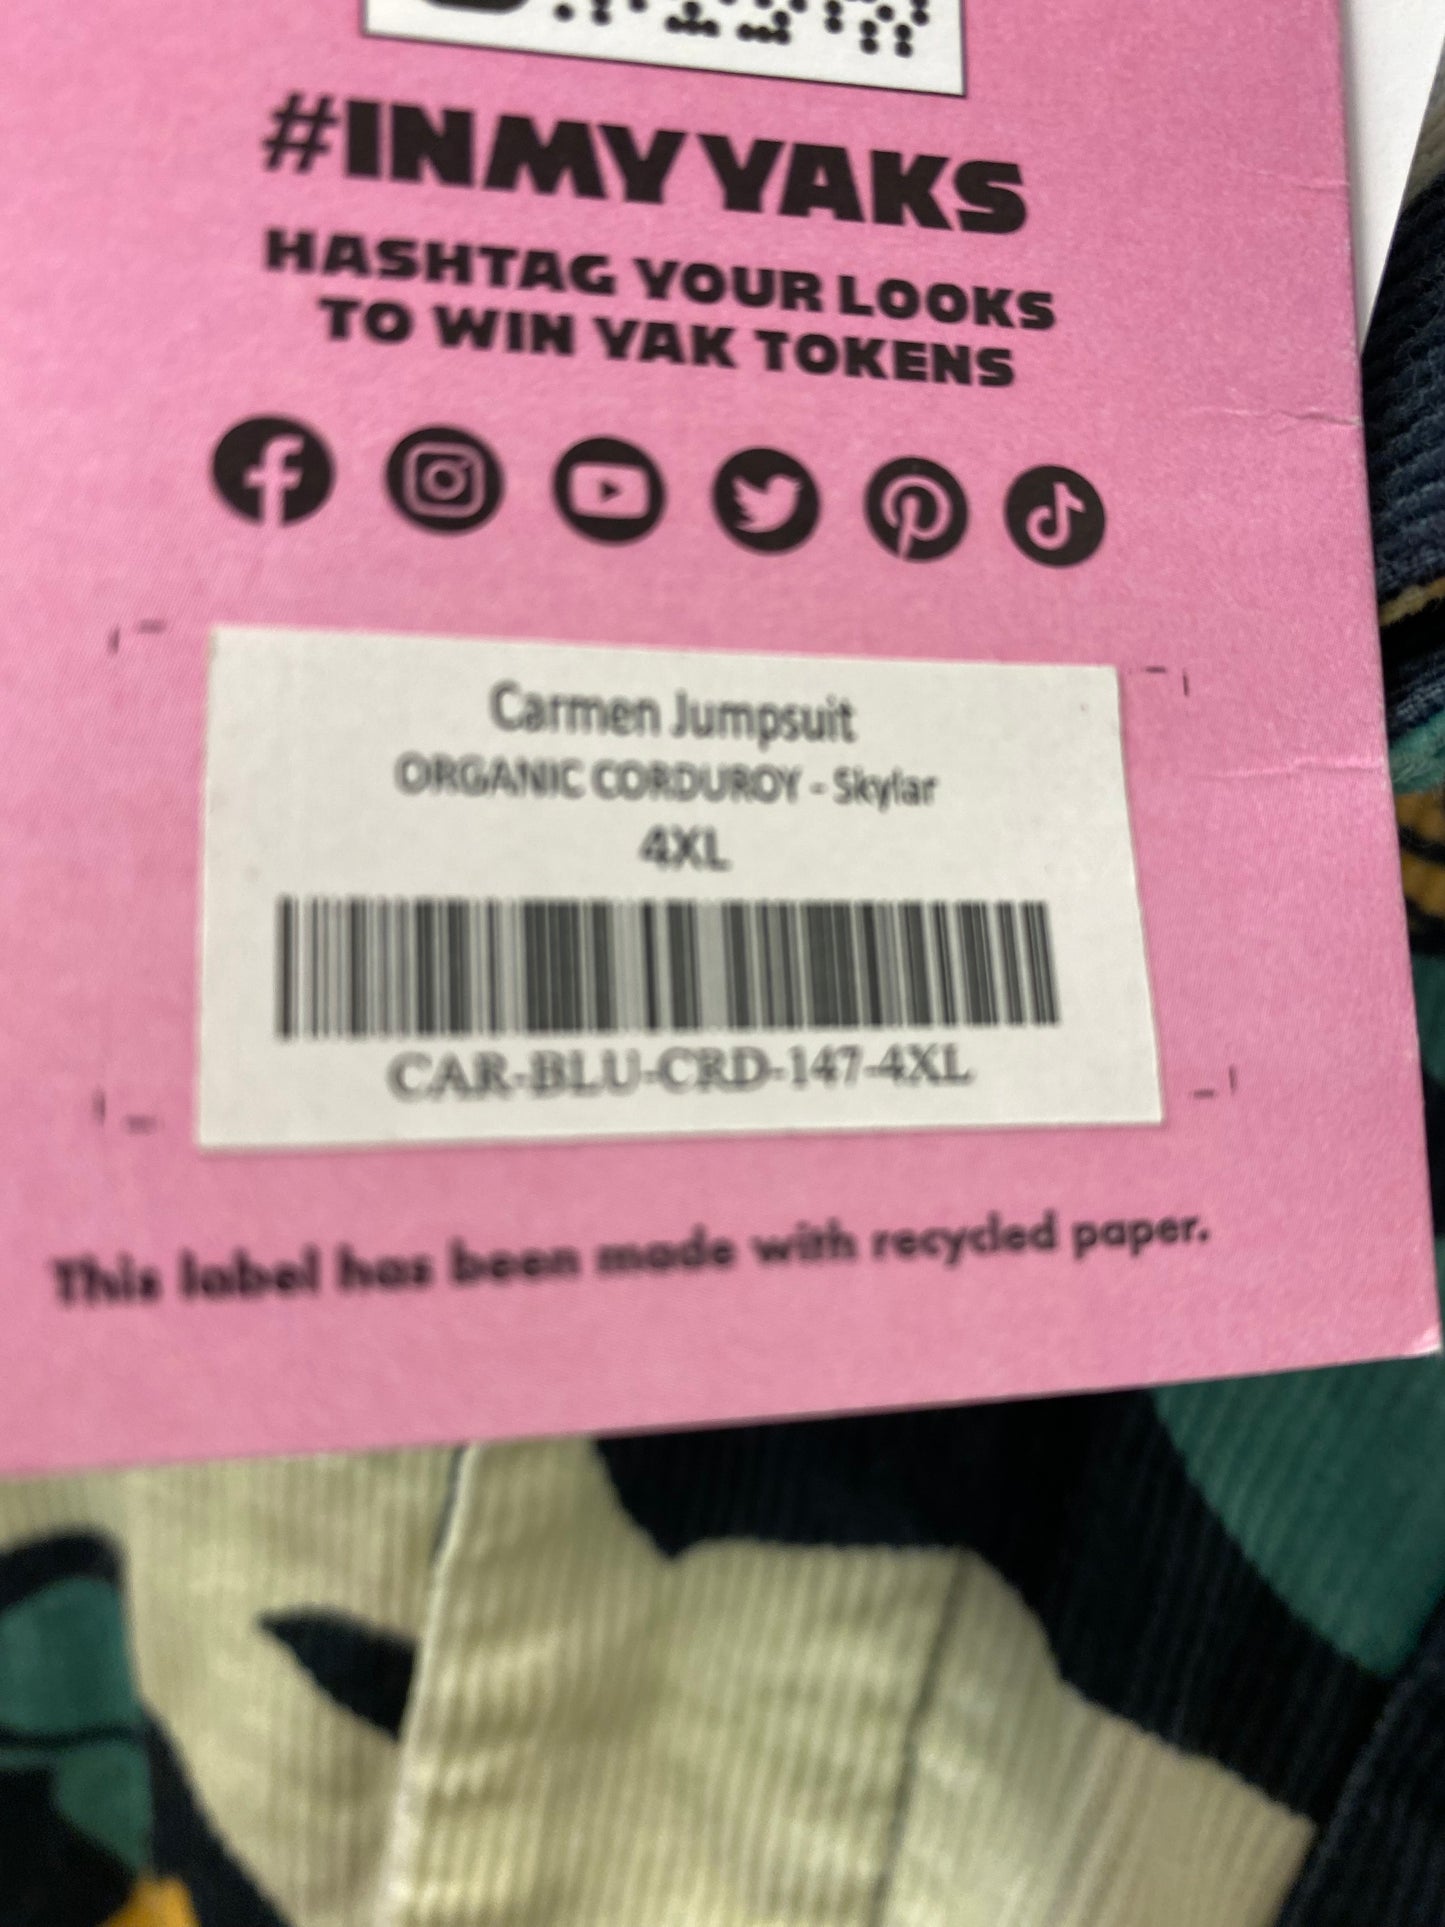 #INMYYAKS
HASHTAG YOUR LOOKS
TO WIN YAK TOKENS
Carmen Jumpsuit
ORGANIC CORDUROY - Skylar
4XL
CAR-BLU-CRD-147-4XL
This label has been made with recycled paper.